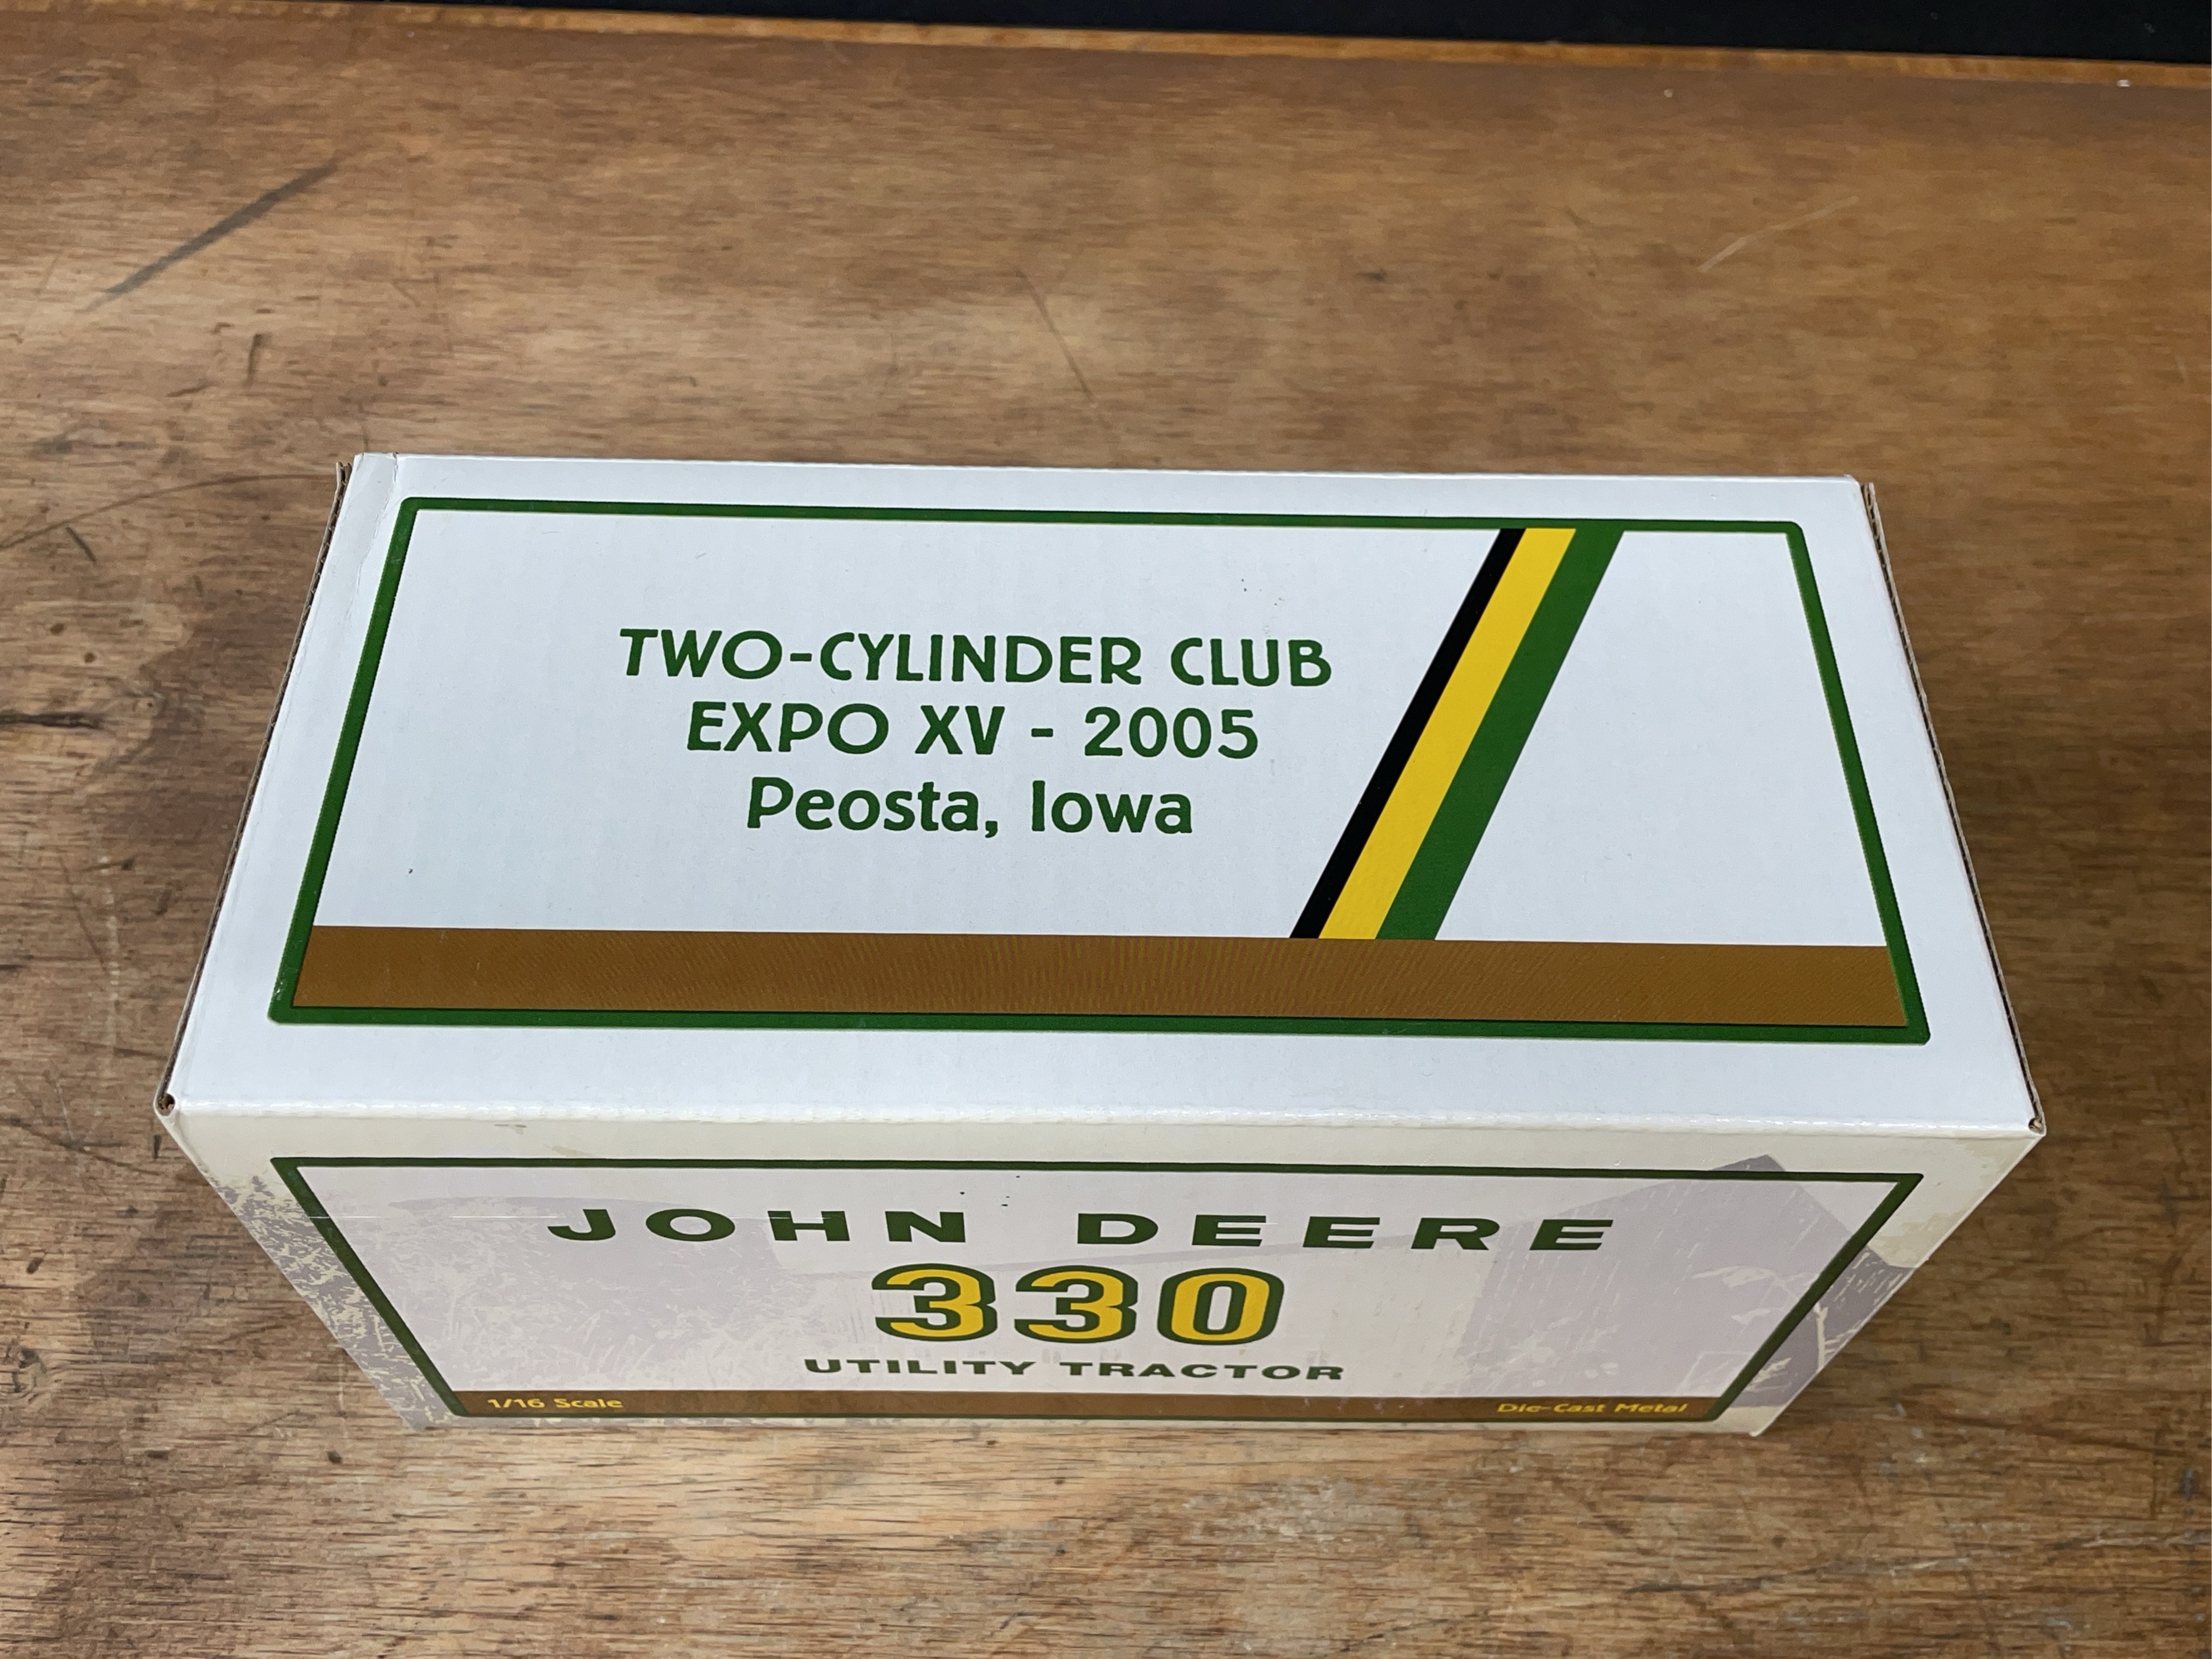 TWO-CYLINDER CLUB
EXPO XV - 2005
Peosta, Iowa
JOHN DEERE
330
UTILITY TRACTOR
1/16 Scale
Die-Cast Metal